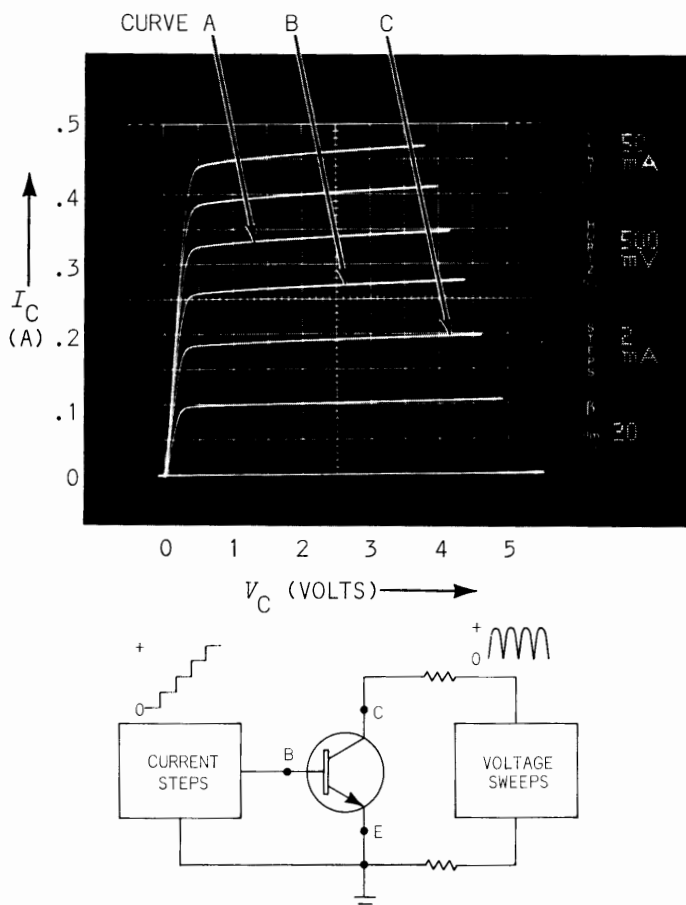 CURVE A B C
.5
.4
.3
.2
.1
0
I_C
(A)
50
mA
500
mV
2
mA
β
20
0 1 2 3 4 5
V_C (VOLTS)
+
0
CURRENT
STEPS
B
C
E
+
0
VOLTAGE
SWEEPS